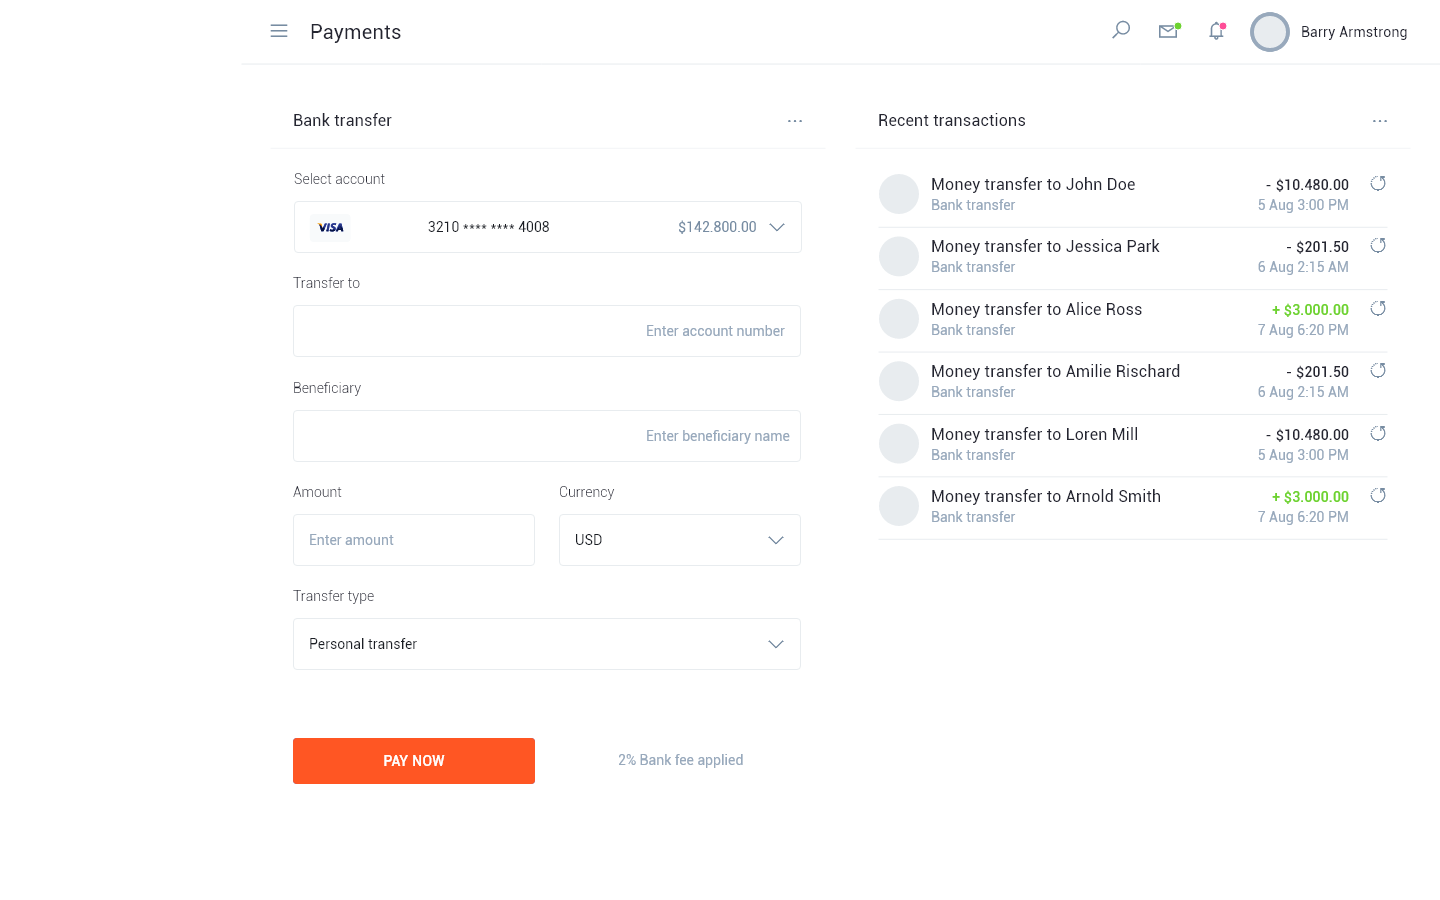 Payments
Barry Armstrong
Bank transfer
...
Select account
VISA
3210 **** **** 4008
$142.800.00
Transfer to
Enter account number
Beneficiary
Enter beneficiary name
Amount
Currency
Enter amount
USD
Transfer type
Personal transfer
PAY NOW
2% Bank fee applied
Recent transactions
...
Money transfer to John Doe
- $10.480.00
Bank transfer
5 Aug 3:00 PM
Money transfer to Jessica Park
- $201.50
Bank transfer
6 Aug 2:15 AM
Money transfer to Alice Ross
+ $3.000.00
Bank transfer
7 Aug 6:20 PM
Money transfer to Amilie Rischard
- $201.50
Bank transfer
6 Aug 2:15 AM
Money transfer to Loren Mill
- $10.480.00
Bank transfer
5 Aug 3:00 PM
Money transfer to Arnold Smith
+ $3.000.00
Bank transfer
7 Aug 6:20 PM